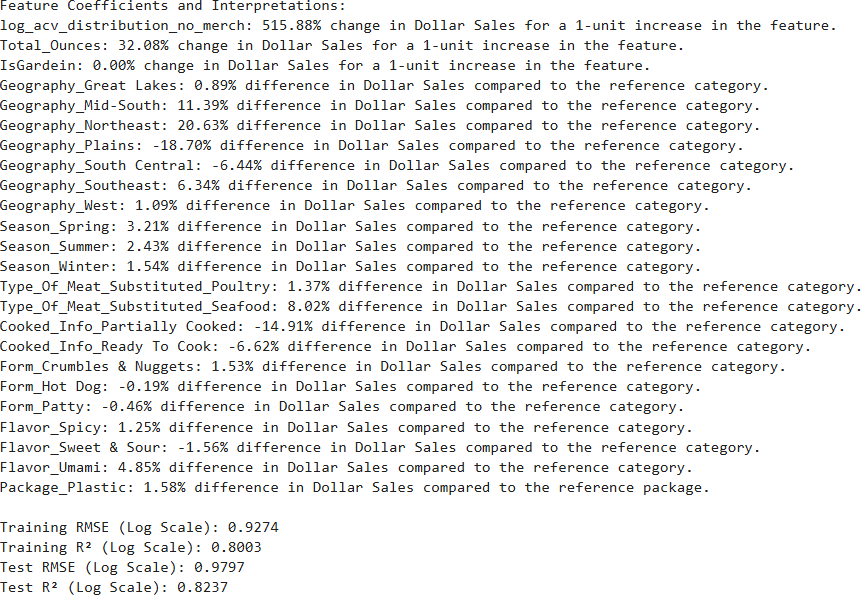 Feature Coefficients and Interpretations:
log_acv_distribution_no_merch: 515.88% change in Dollar Sales for a 1-unit increase in the feature.
Total_Ounces: 32.08% change in Dollar Sales for a 1-unit increase in the feature.
IsGardein: 0.00% change in Dollar Sales for a 1-unit increase in the feature.
Geography_Great Lakes: 0.89% difference in Dollar Sales compared to the reference category.
Geography_Mid-South: 11.39% difference in Dollar Sales compared to the reference category.
Geography_Northeast: 20.63% difference in Dollar Sales compared to the reference category.
Geography_Plains: -18.70% difference in Dollar Sales compared to the reference category.
Geography_South Central: -6.44% difference in Dollar Sales compared to the reference category.
Geography_Southeast: 6.34% difference in Dollar Sales compared to the reference category.
Geography_West: 1.09% difference in Dollar Sales compared to the reference category.
Season_Spring: 3.21% difference in Dollar Sales compared to the reference category.
Season_Summer: 2.43% difference in Dollar Sales compared to the reference category.
Season_Winter: 1.54% difference in Dollar Sales compared to the reference category.
Type_Of_Meat_Substituted_Poultry: 1.37% difference in Dollar Sales compared to the reference category.
Type_Of_Meat_Substituted_Seafood: 8.02% difference in Dollar Sales compared to the reference category.
Cooked_Info_Partially Cooked: -14.91% difference in Dollar Sales compared to the reference category.
Cooked_Info_Ready To Cook: -6.62% difference in Dollar Sales compared to the reference category.
Form_Crumbles & Nuggets: 1.53% difference in Dollar Sales compared to the reference category.
Form_Hot Dog: -0.19% difference in Dollar Sales compared to the reference category.
Form_Patty: -0.46% difference in Dollar Sales compared to the reference category.
Flavor_Spicy: 1.25% difference in Dollar Sales compared to the reference category.
Flavor_Sweet & Sour: -1.56% difference in Dollar Sales compared to the reference category.
Flavor_Umami: 4.85% difference in Dollar Sales compared to the reference category.
Package_Plastic: 1.58% difference in Dollar Sales compared to the reference package.
Training RMSE (Log Scale): 0.9274
Training R² (Log Scale): 0.8003
Test RMSE (Log Scale): 0.9797
Test R² (Log Scale): 0.8237